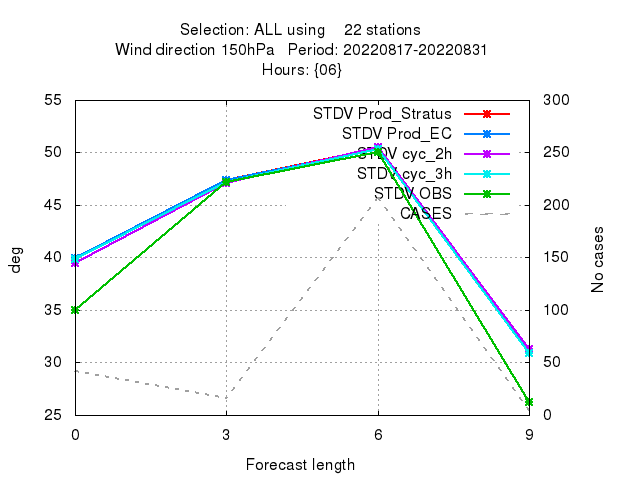 Selection: ALL using    22 stations
Wind direction 150hPa   Period: 20220817-20220831
Hours: {06}
55 300
STDV Prod_Stratus
STDV Prod_EC
50 250
STDV cyc_2h
STDV cyc_3h
STDV OBS
45 200
CASES
40 150
35 100
30 50
25 0
deg
No cases
0 3 6 9
Forecast length